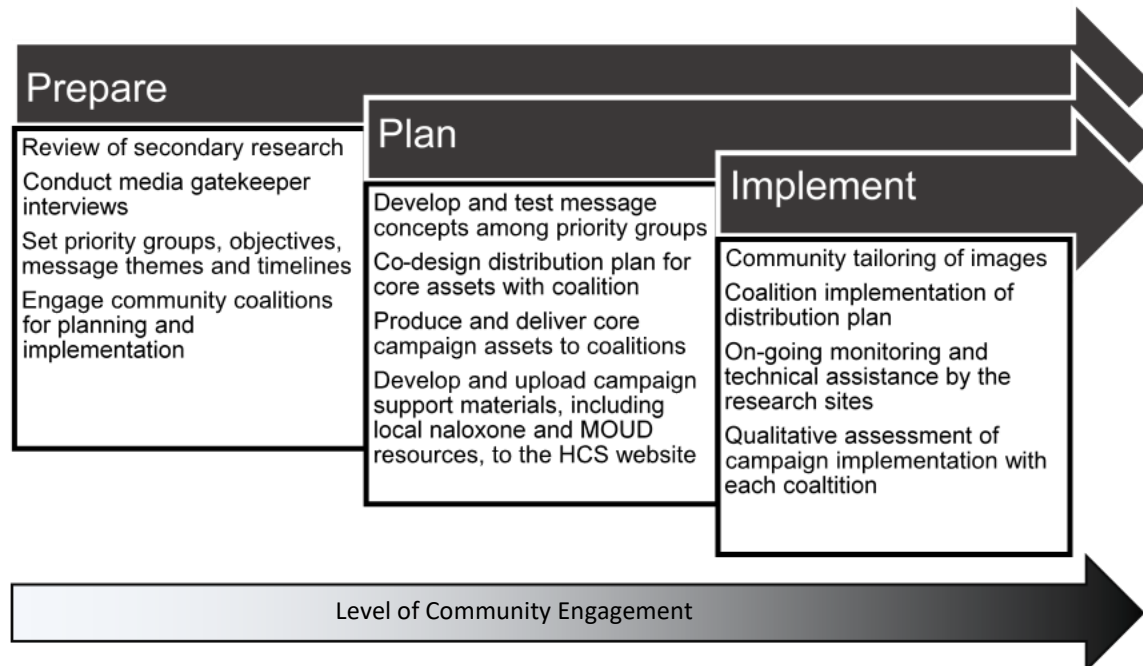 Prepare
Review of secondary research
Conduct media gatekeeper
interviews
Set priority groups, objectives,
message themes and timelines
Engage community coalitions
for planning and
implementation
Plan
Develop and test message
concepts among priority groups
Co-design distribution plan for
core assets with coalition
Produce and deliver core
campaign assets to coalitions
Develop and upload campaign
support materials, including
local naloxone and MOUD
resources, to the HCS website
Implement
Community tailoring of images
Coalition implementation of
distribution plan
On-going monitoring and
technical assistance by the
research sites
Qualitative assessment of
campaign implementation with
each coaltition
Level of Community Engagement